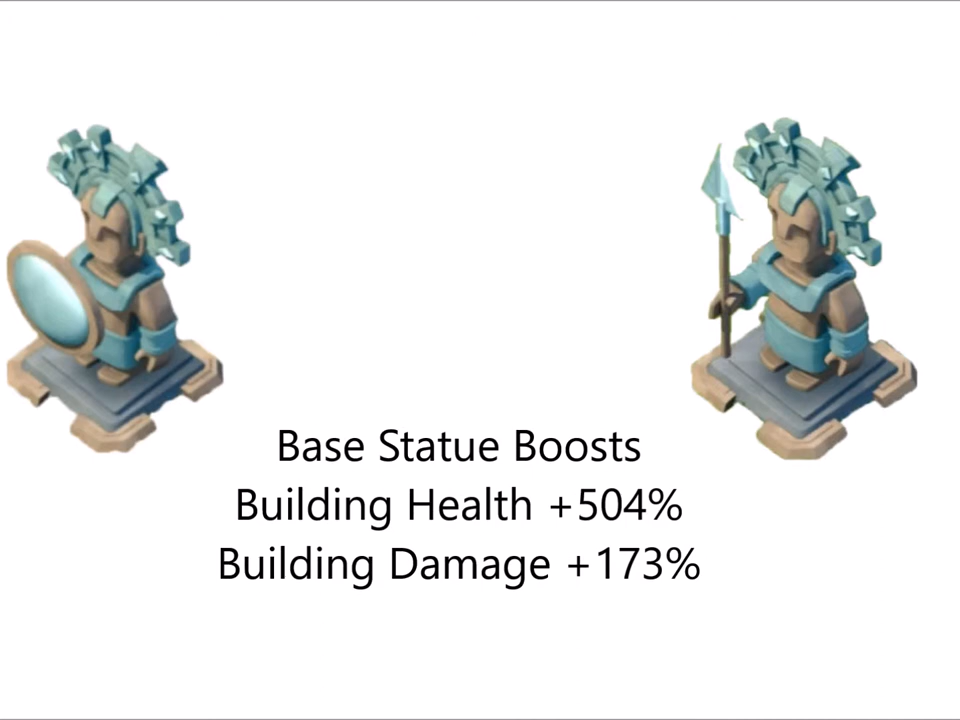 Base Statue Boosts
Building Health +504%
Building Damage +173%